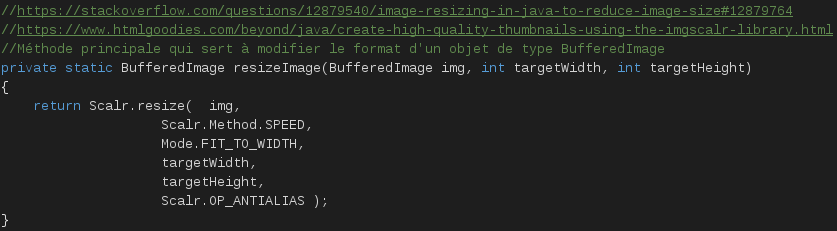 //https://stackoverflow.com/questions/12879540/image-resizing-in-java-to-reduce-image-size#12879764
//https://www.htmlgoodies.com/beyond/java/create-high-quality-thumbnails-using-the-imgscalr-library.html
//Méthode principale qui sert à modifier le format d'un objet de type BufferedImage
private static BufferedImage resizeImage(BufferedImage img, int targetWidth, int targetHeight)
{
    return Scalr.resize(  img,
                    Scalr.Method.SPEED,
                    Mode.FIT_TO_WIDTH,
                    targetWidth,
                    targetHeight,
                    Scalr.OP_ANTIALIAS );
}